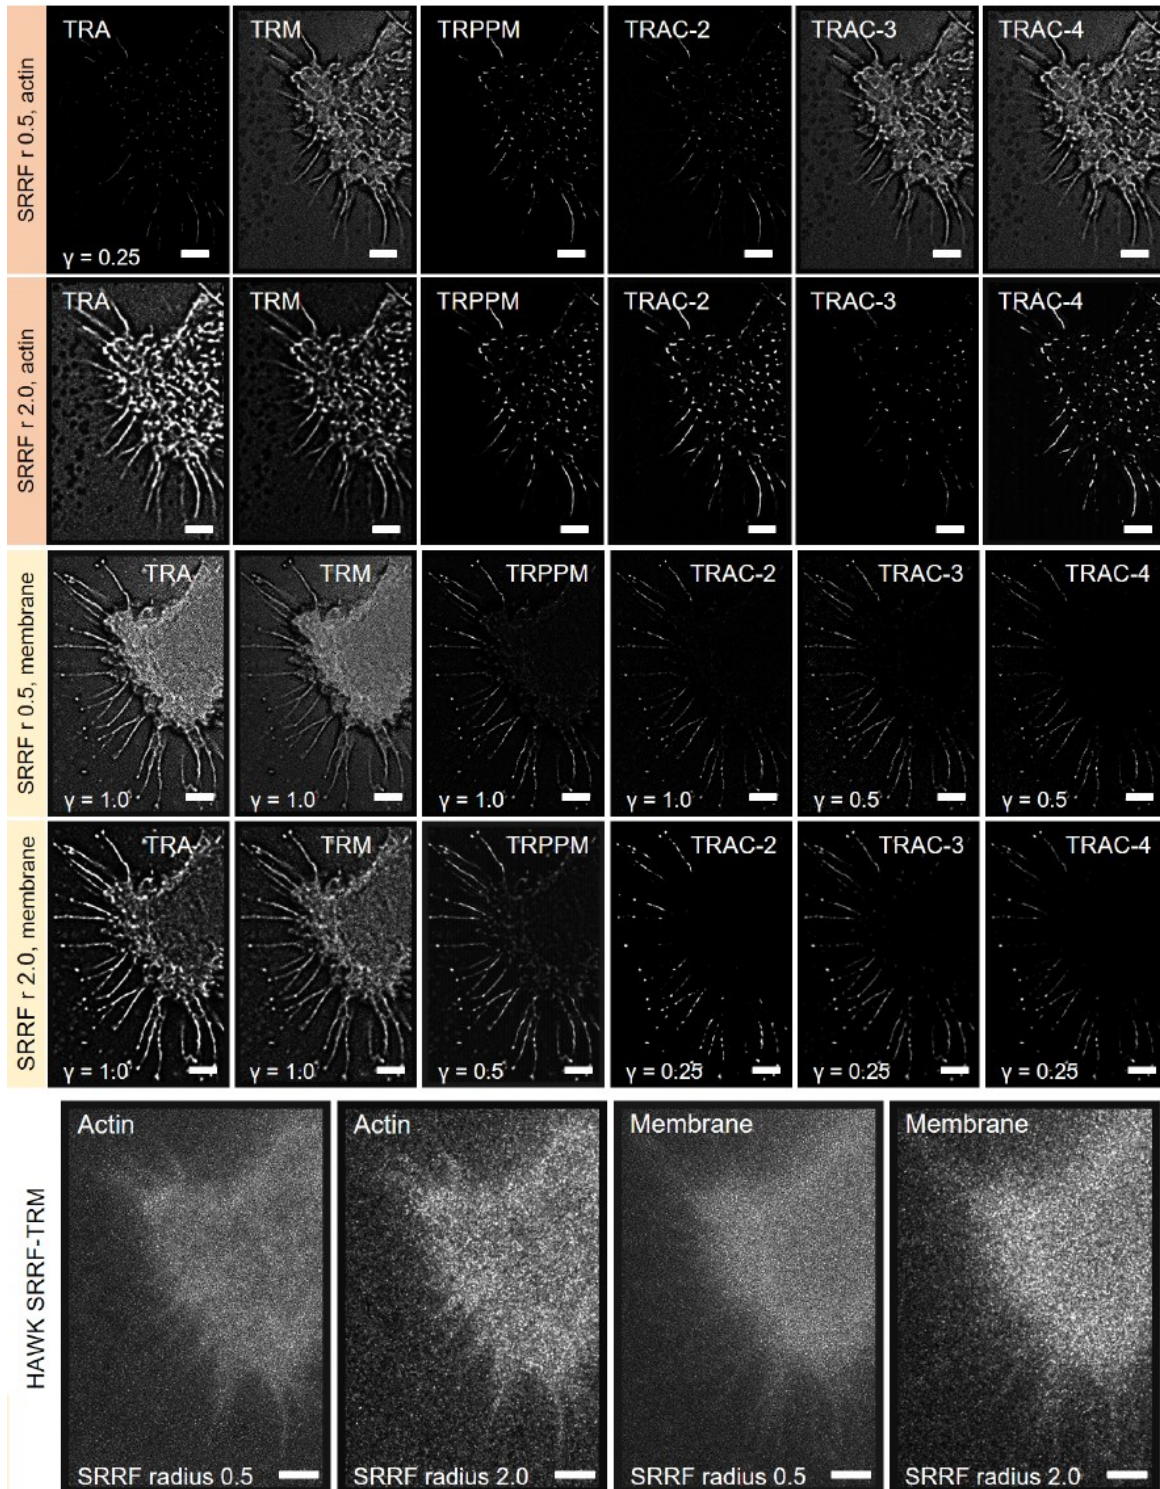 SRRF r 0.5, actin
TRA
TRM
TRPPM
TRAC-2
TRAC-3
TRAC-4
γ = 0.25
SRRF r 2.0, actin
TRA
TRM
TRPPM
TRAC-2
TRAC-3
TRAC-4
SRRF r 0.5, membrane
TRA
TRM
TRPPM
TRAC-2
TRAC-3
TRAC-4
γ = 1.0
γ = 1.0
γ = 1.0
γ = 1.0
γ = 0.5
γ = 0.5
SRRF r 2.0, membrane
TRA
TRM
TRPPM
TRAC-2
TRAC-3
TRAC-4
γ = 1.0
γ = 1.0
γ = 0.5
γ = 0.25
γ = 0.25
γ = 0.25
HAWK SRRF-TRM
Actin
Actin
Membrane
Membrane
SRRF radius 0.5
SRRF radius 2.0
SRRF radius 0.5
SRRF radius 2.0